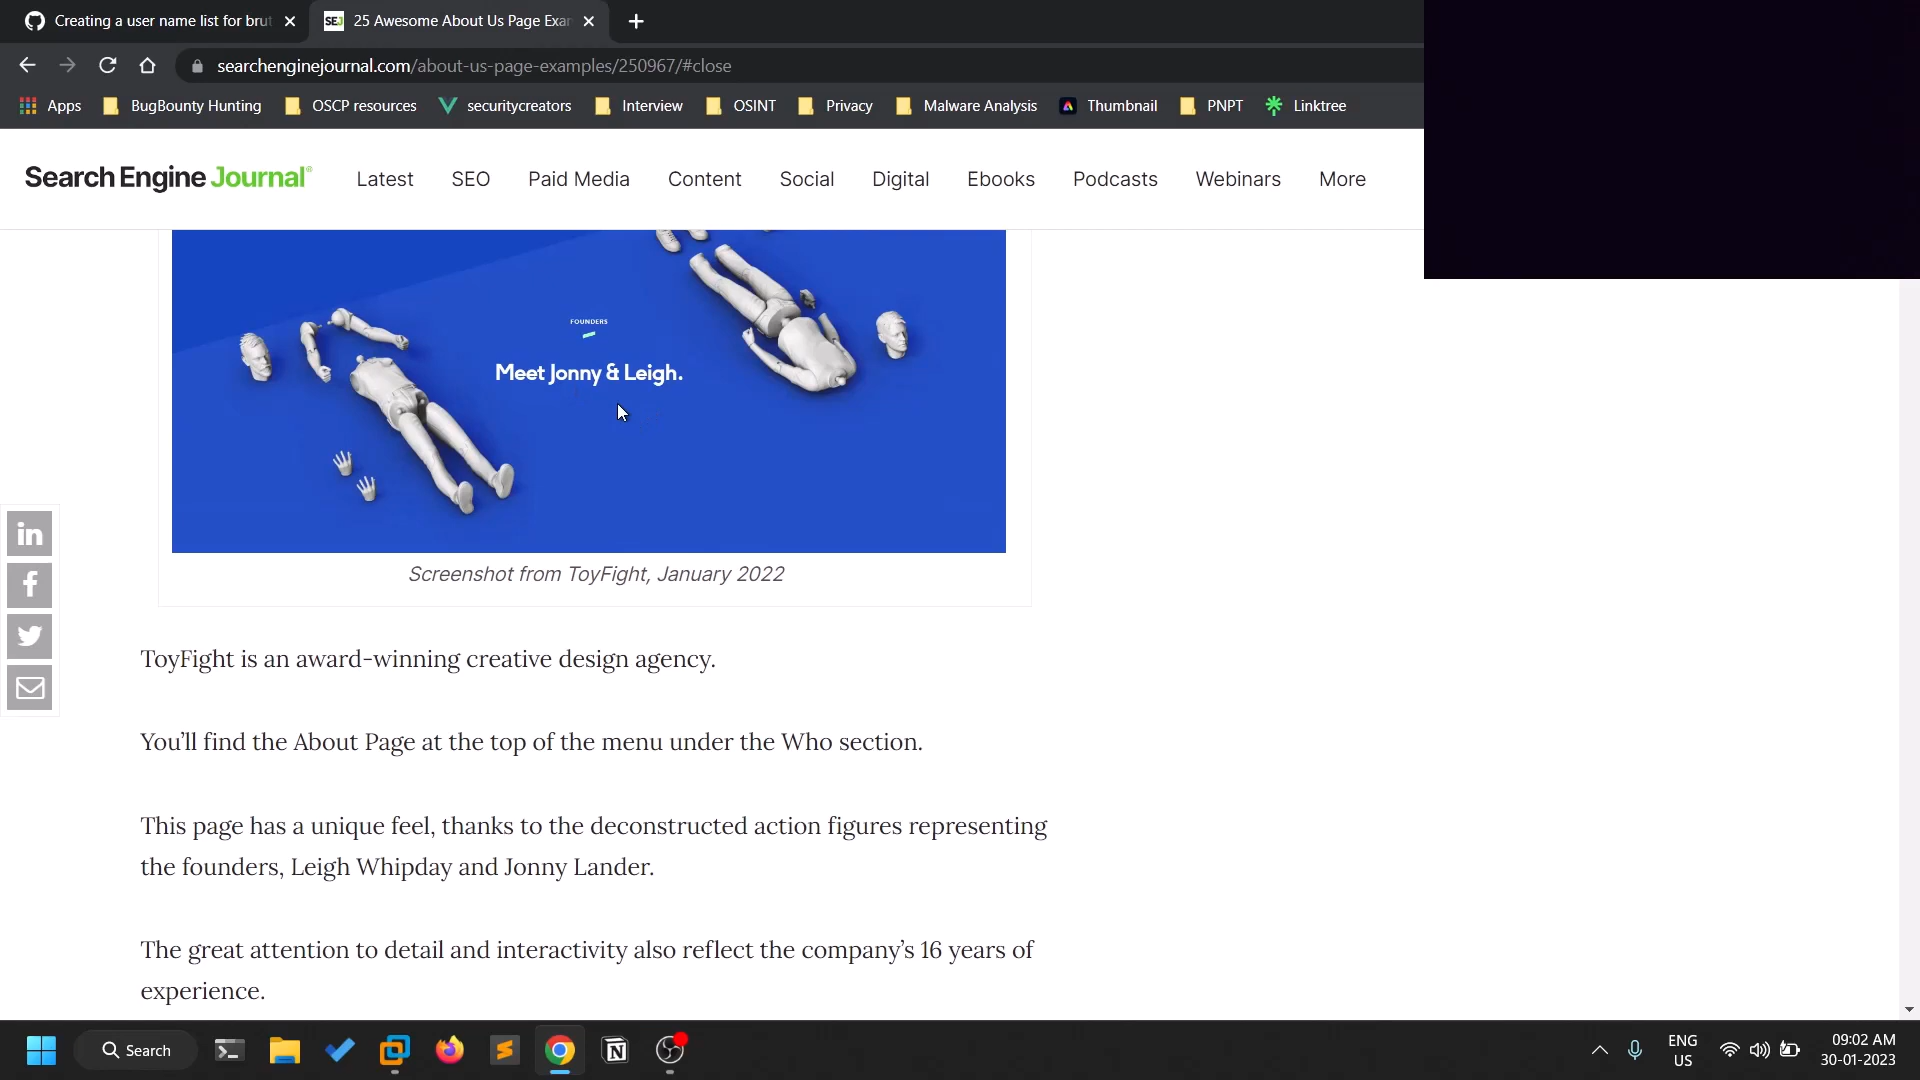 Creating a user name list for brut
SEJ 25 Awesome About Us Page Exam
searchenginejournal.com/about-us-page-examples/250967/#close
Apps BugBounty Hunting OSCP resources securitycreators Interview OSINT Privacy Malware Analysis Thumbnail PNPT Linktree
Search Engine Journal® Latest SEO Paid Media Content Social Digital Ebooks Podcasts Webinars More
FOUNDERS
Meet Jonny & Leigh.
Screenshot from ToyFight, January 2022
ToyFight is an award-winning creative design agency.
You’ll find the About Page at the top of the menu under the Who section.
This page has a unique feel, thanks to the deconstructed action figures representing
the founders, Leigh Whipday and Jonny Lander.
The great attention to detail and interactivity also reflect the company’s 16 years of
experience.
Search
ENG
US
09:02 AM
30-01-2023